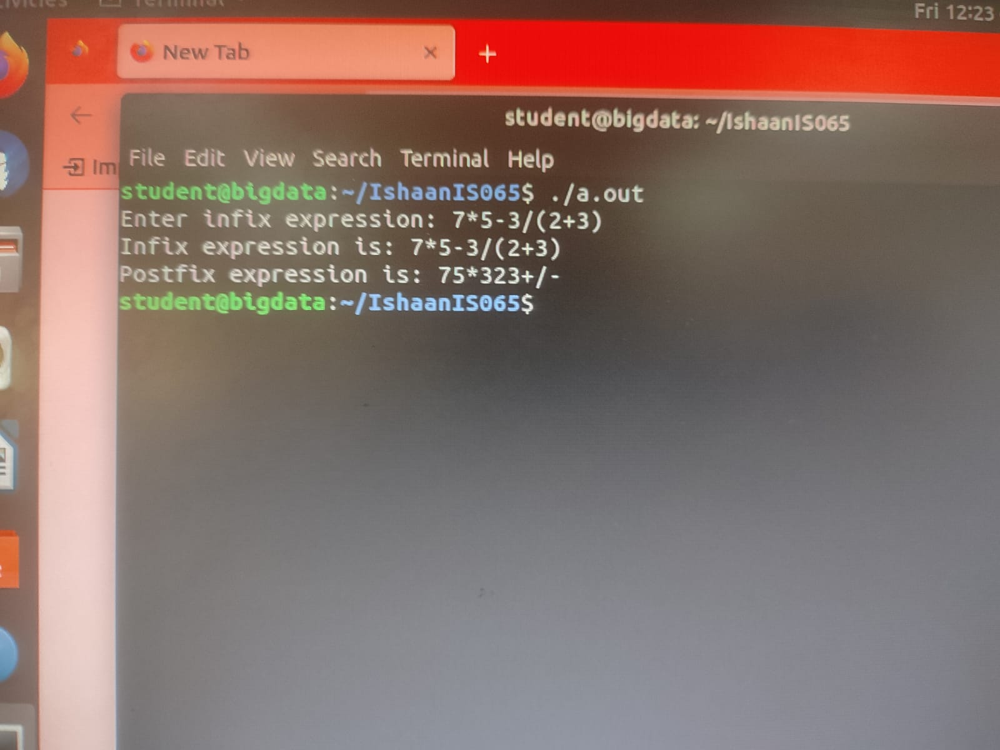 Terminal
Fri 12:23
New Tab
student@bigdata: ~/IshaanIS065
File Edit View Search Terminal Help
Im
student@bigdata:~/IshaanIS065$ ./a.out
Enter infix expression: 7*5-3/(2+3)
Infix expression is: 7*5-3/(2+3)
Postfix expression is: 75*323+/-
student@bigdata:~/IshaanIS065$